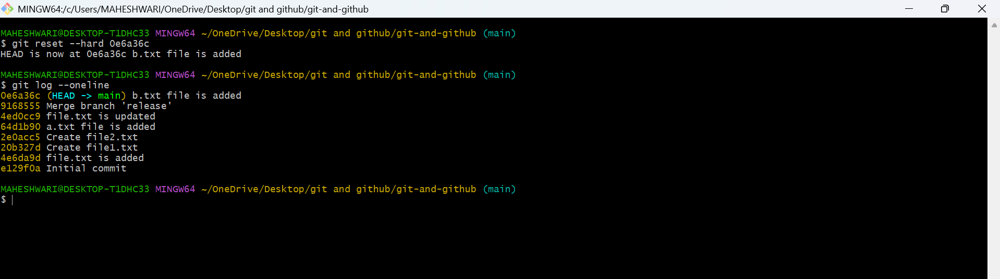 MINGW64:/c/Users/MAHESHWARI/OneDrive/Desktop/git and github/git-and-github
MAHESHWARI@DESKTOP-T1DHC33 MINGW64 ~/OneDrive/Desktop/git and github/git-and-github (main)
$ git reset --hard 0e6a36c
HEAD is now at 0e6a36c b.txt file is added
MAHESHWARI@DESKTOP-T1DHC33 MINGW64 ~/OneDrive/Desktop/git and github/git-and-github (main)
$ git log --oneline
0e6a36c (HEAD -> main) b.txt file is added
9168555 Merge branch 'release'
4ed0cc9 file.txt is updated
64d1b90 a.txt file is added
2e0acc5 Create file2.txt
20b327d Create file1.txt
4e6da9d file.txt is added
e129f0a Initial commit
MAHESHWARI@DESKTOP-T1DHC33 MINGW64 ~/OneDrive/Desktop/git and github/git-and-github (main)
$